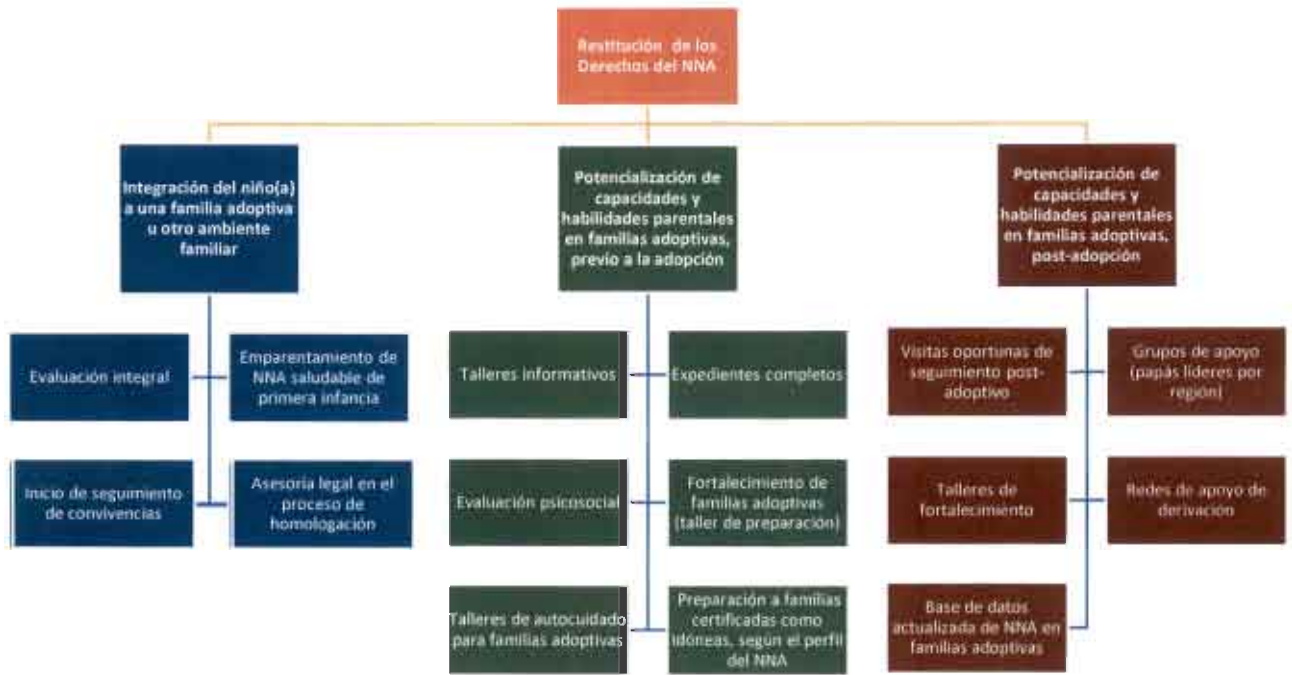 Restitución de los
Derechos del NNA
Integración del niño(a)
a una familia adoptiva
u otro ambiente
familiar
Evaluación integral
Emparentamiento de
NNA saludable de
primera infancia
Inicio de seguimiento
de convivencias
Asesoría legal en el
proceso de
homologación
Potencialización de
capacidades y
habilidades parentales
en familias adoptivas,
previo a la adopción
Talleres informativos
Expedientes completos
Evaluación psicosocial
Fortalecimiento de
familias adoptivas
(taller de preparación)
Talleres de autocuidado
para familias adoptivas
Preparación a familias
certificadas como
idóneas, según el perfil
del NNA
Potencialización de
capacidades y
habilidades parentales
en familias adoptivas,
post-adopción
Visitas oportunas de
seguimiento post-
adoptivo
Grupos de apoyo
(papás líderes por
región)
Talleres de
fortalecimiento
Redes de apoyo de
derivación
Base de datos
actualizada de NNA en
familias adoptivas